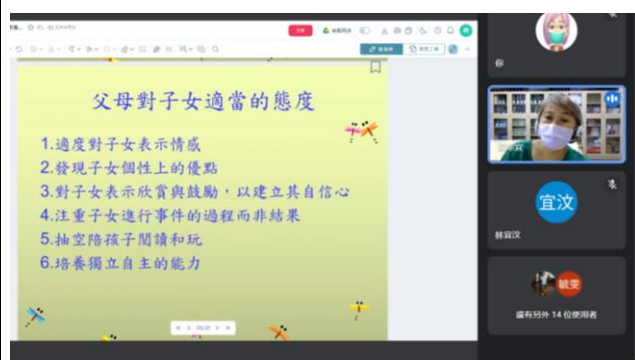 父母對子女適當的態度
1.適度對子女表示情感
2.發現子女個性上的優點
3.對子女表示欣賞與鼓勵，以建立其自信心
4.注重子女進行事件的過程而非結果
5.抽空陪孩子閱讀和玩
6.培養獨立自主的能力
你
宜汶
林宜汶
毓雯
還有另外 14 位使用者